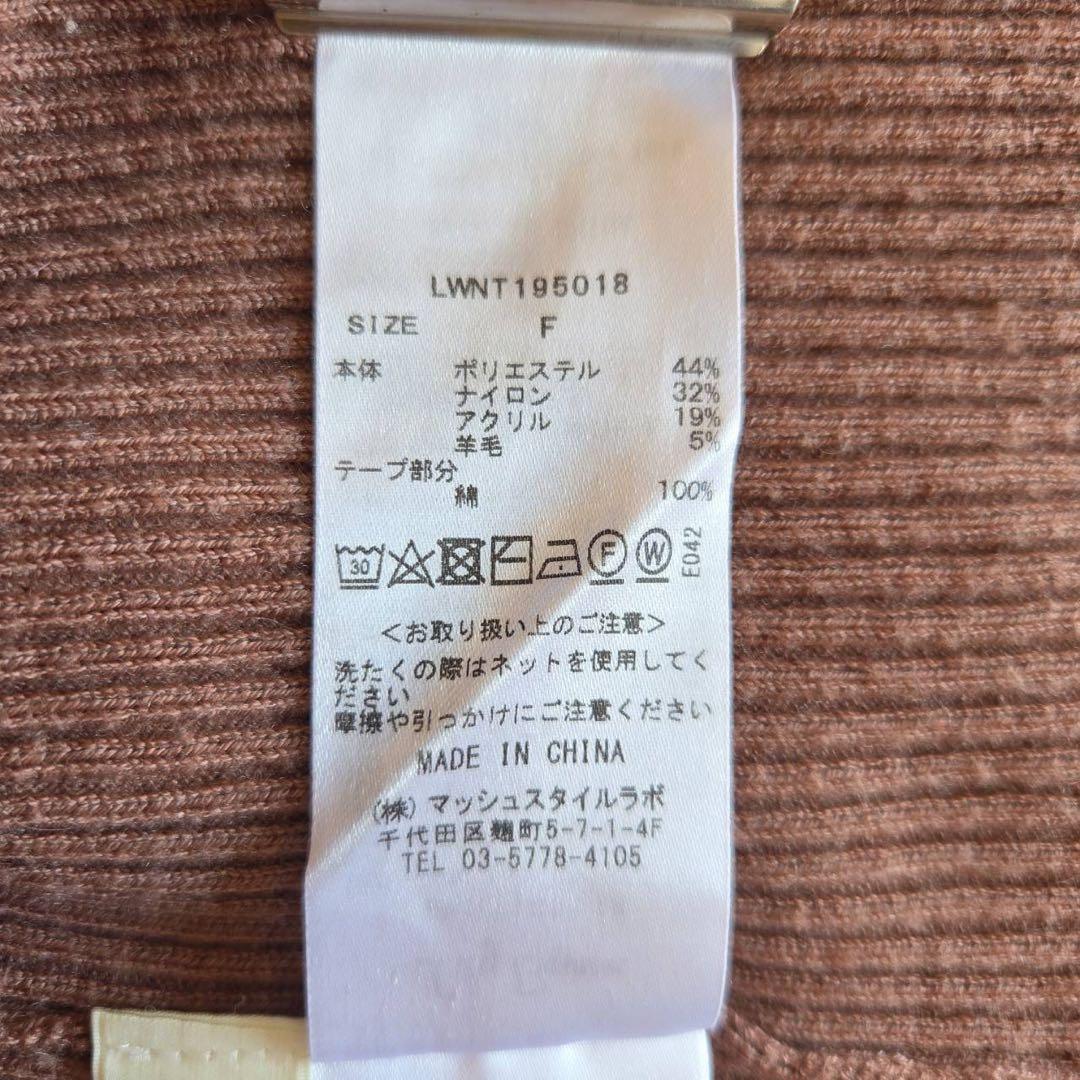 LWNT195018
SIZE F
本体 ポリエステル 44%
ナイロン 32%
アクリル 19%
羊毛 5%
テープ部分
綿 100%
30 F W E042
<お取り扱い上のご注意>
洗たくの際はネットを使用してく
ださい
摩擦や引っかけにご注意ください
MADE IN CHINA
(株)マッシュスタイルラボ
千代田区麹町5-7-1-4F
TEL 03-5778-4105